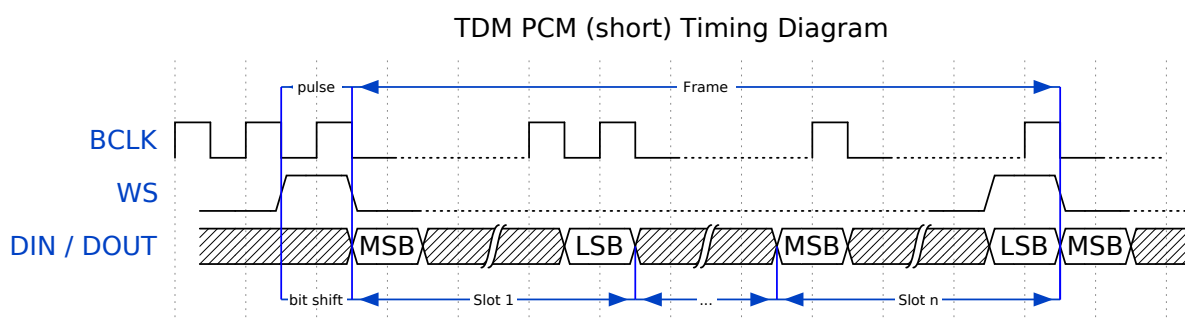 TDM PCM (short) Timing Diagram
pulse Frame
BCLK
WS
DIN / DOUT MSB LSB MSB LSB MSB
bit shift Slot 1 ... Slot n